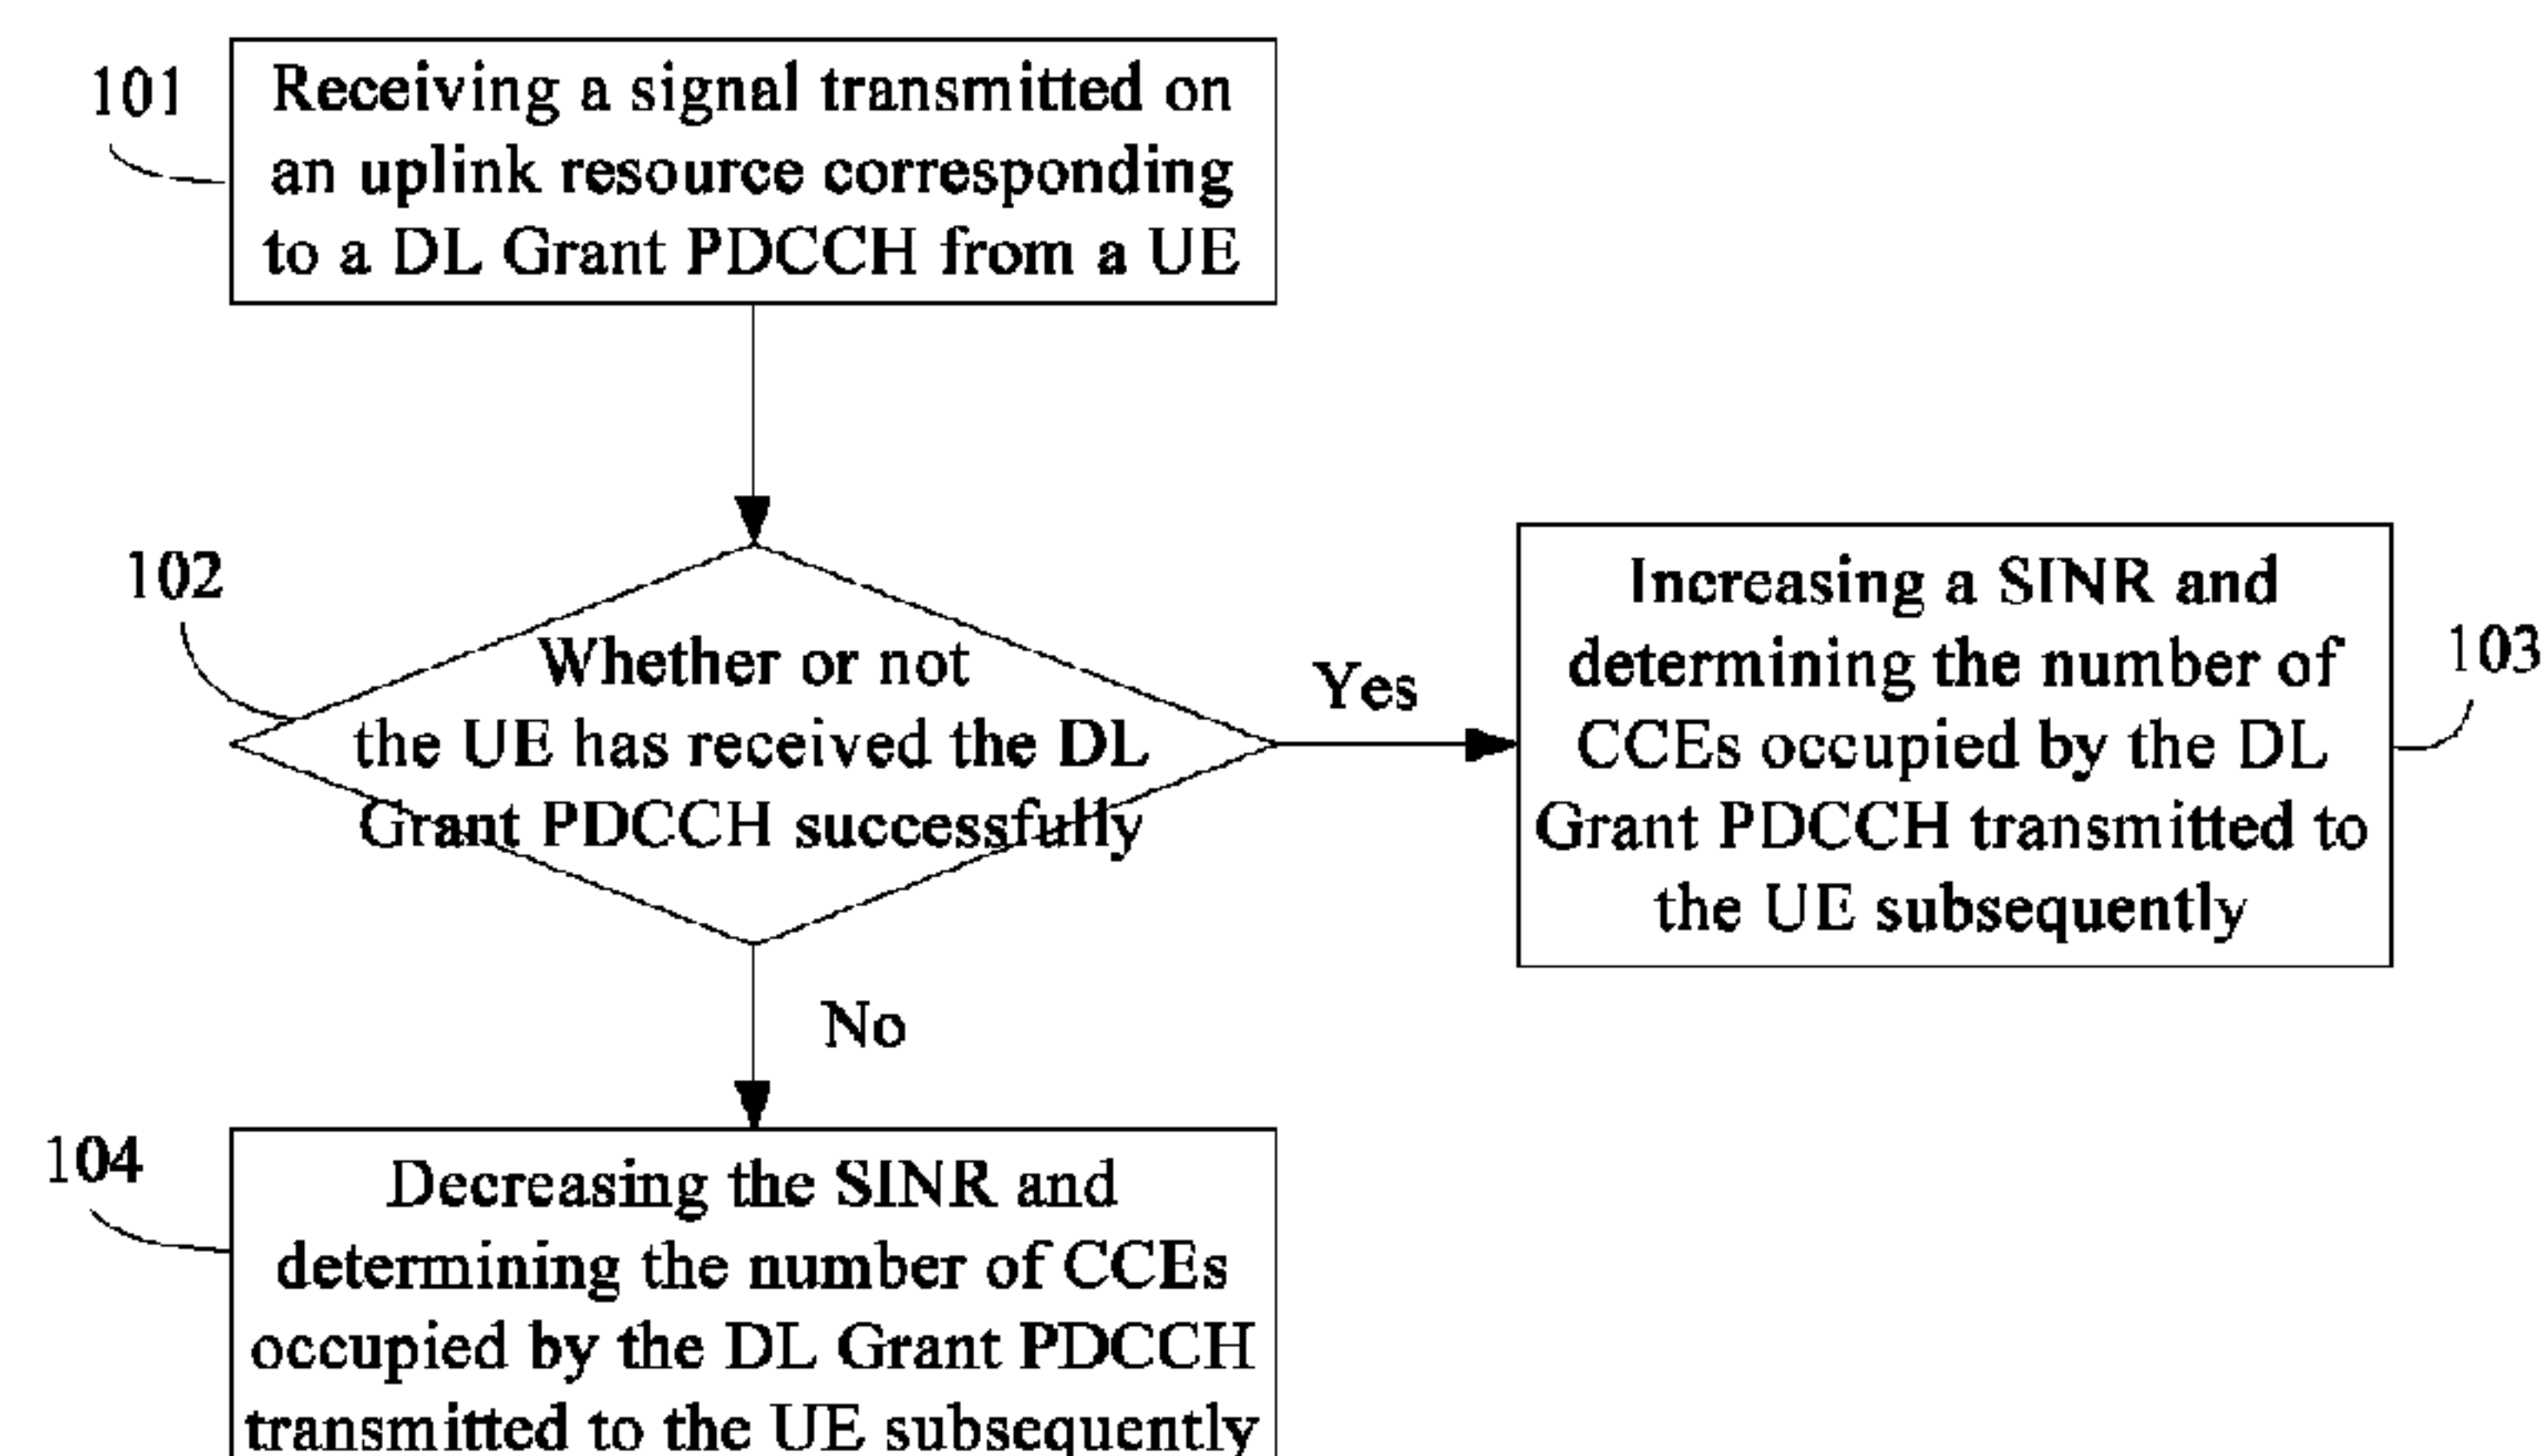 101
Receiving a signal transmitted on
an uplink resource corresponding
to a DL Grant PDCCH from a UE
102
Whether or not
the UE has received the DL
Grant PDCCH successfully
Yes
Increasing a SINR and
determining the number of
CCEs occupied by the DL
Grant PDCCH transmitted to
the UE subsequently
103
No
104
Decreasing the SINR and
determining the number of CCEs
occupied by the DL Grant PDCCH
transmitted to the UE subsequently